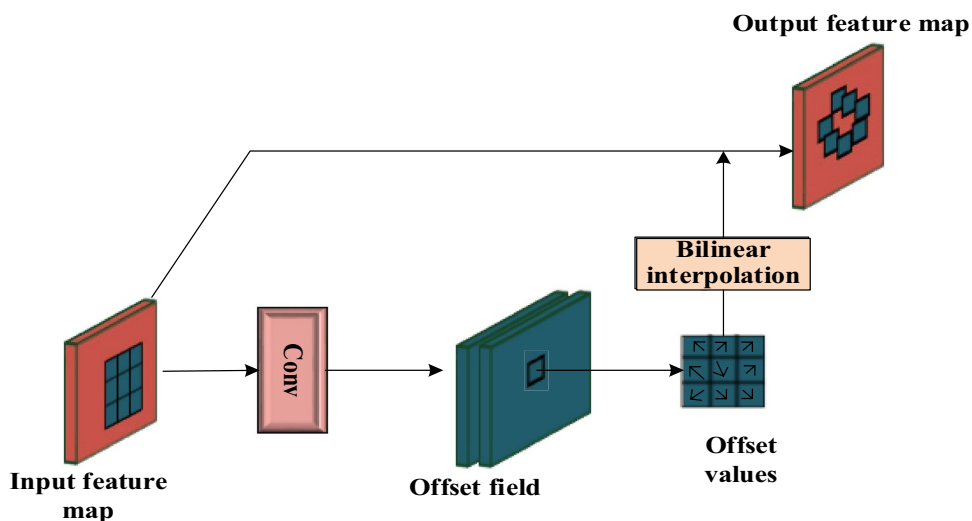 Output feature map
Bilinear
interpolation
Conv
Input feature
map
Offset field
Offset
values